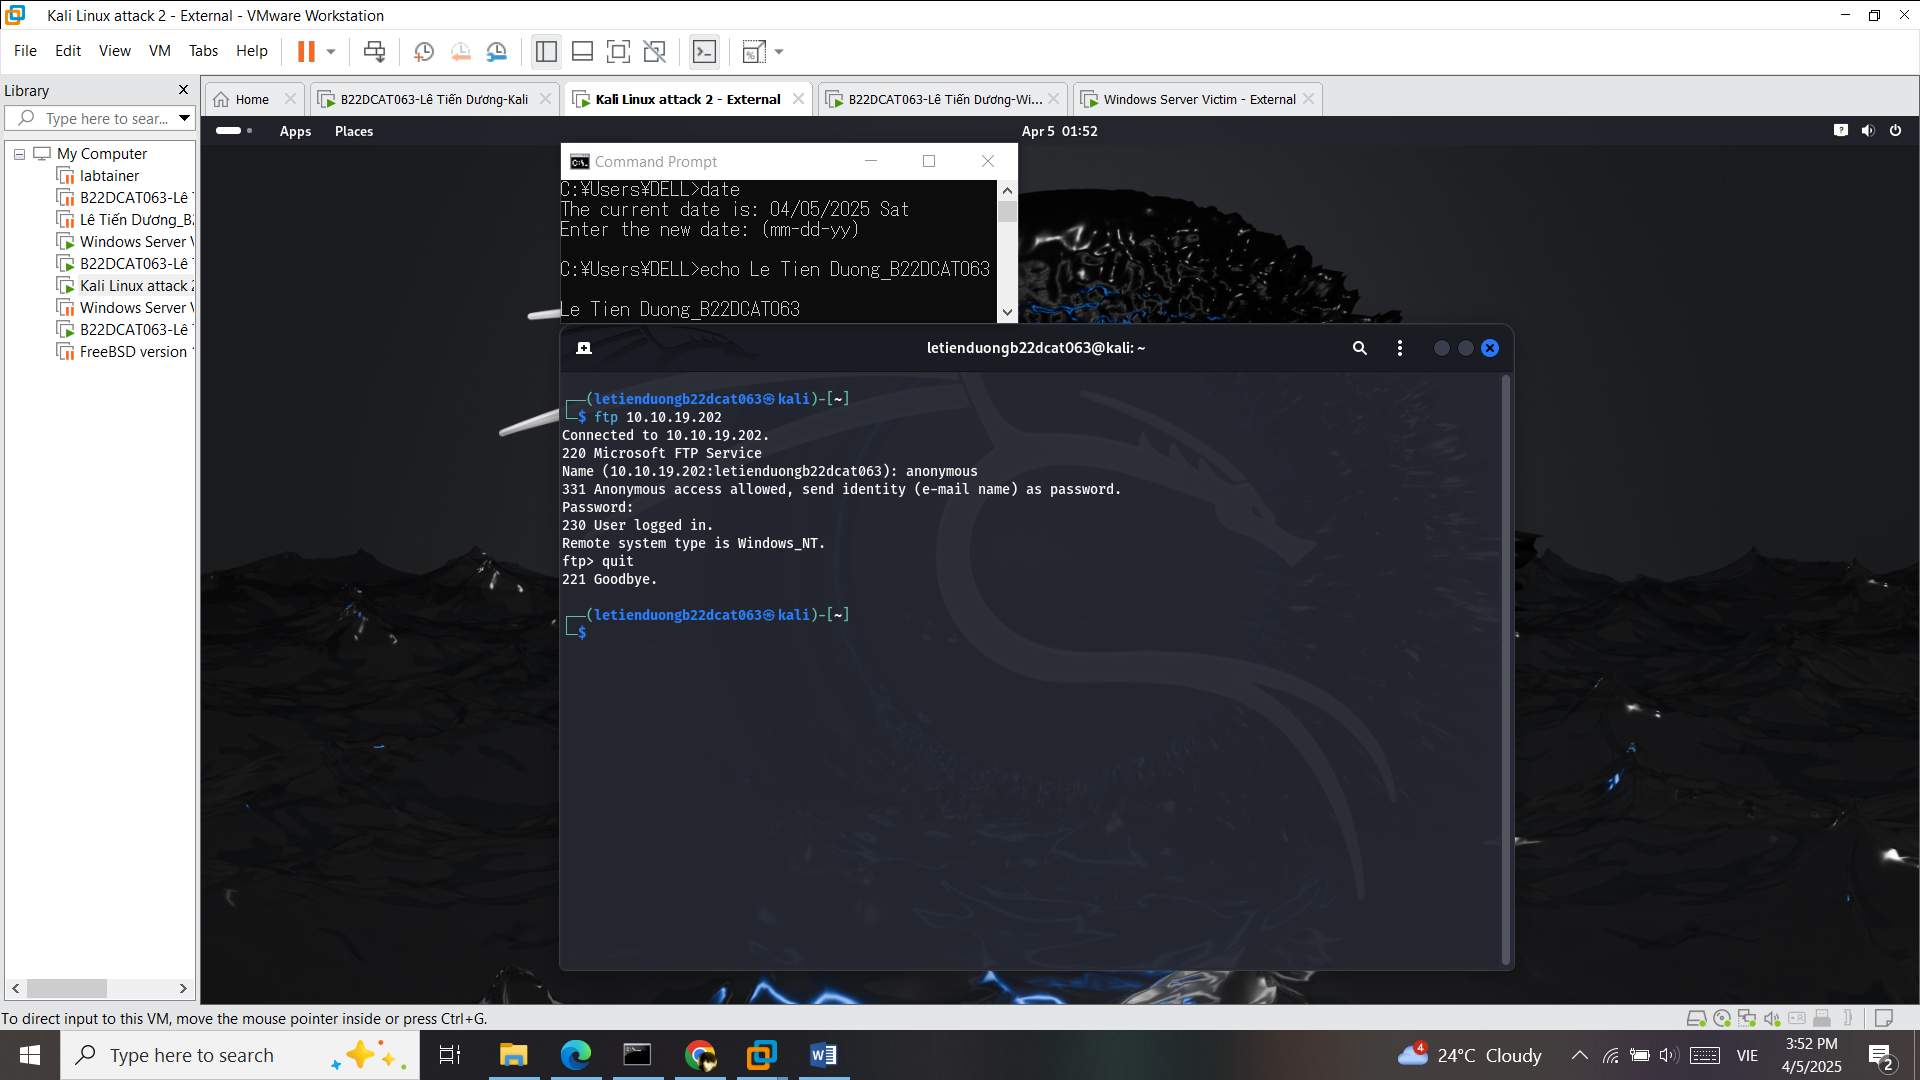 Kali Linux attack 2 - External - VMware Workstation
File Edit View VM Tabs Help
Library
Type here to sear...
Home
B22DCAT063-Lê Tiến Dương-Kali
Kali Linux attack 2 - External
B22DCAT063-Lê Tiến Dương-Wi...
Windows Server Victim - External
My Computer
labtainer
B22DCAT063-Lê
Lê Tiến Dương_B2
Windows Server V
B22DCAT063-Lê
Kali Linux attack 2
Windows Server V
B22DCAT063-Lê
FreeBSD version
Apps Places
Apr 5 01:52
Command Prompt
C:¥Users¥DELL>date
The current date is: 04/05/2025 Sat
Enter the new date: (mm-dd-yy)
C:¥Users¥DELL>echo Le Tien Duong_B22DCAT063
Le Tien Duong_B22DCAT063
letienduongb22dcat063@kali: ~
┌──(letienduongb22dcat063㉿kali)-[~]
└─$ ftp 10.10.19.202
Connected to 10.10.19.202.
220 Microsoft FTP Service
Name (10.10.19.202:letienduongb22dcat063): anonymous
331 Anonymous access allowed, send identity (e-mail name) as password.
Password:
230 User logged in.
Remote system type is Windows_NT.
ftp> quit
221 Goodbye.
┌──(letienduongb22dcat063㉿kali)-[~]
└─$
To direct input to this VM, move the mouse pointer inside or press Ctrl+G.
Type here to search
4
24°C Cloudy
VIE
3:52 PM
4/5/2025
2